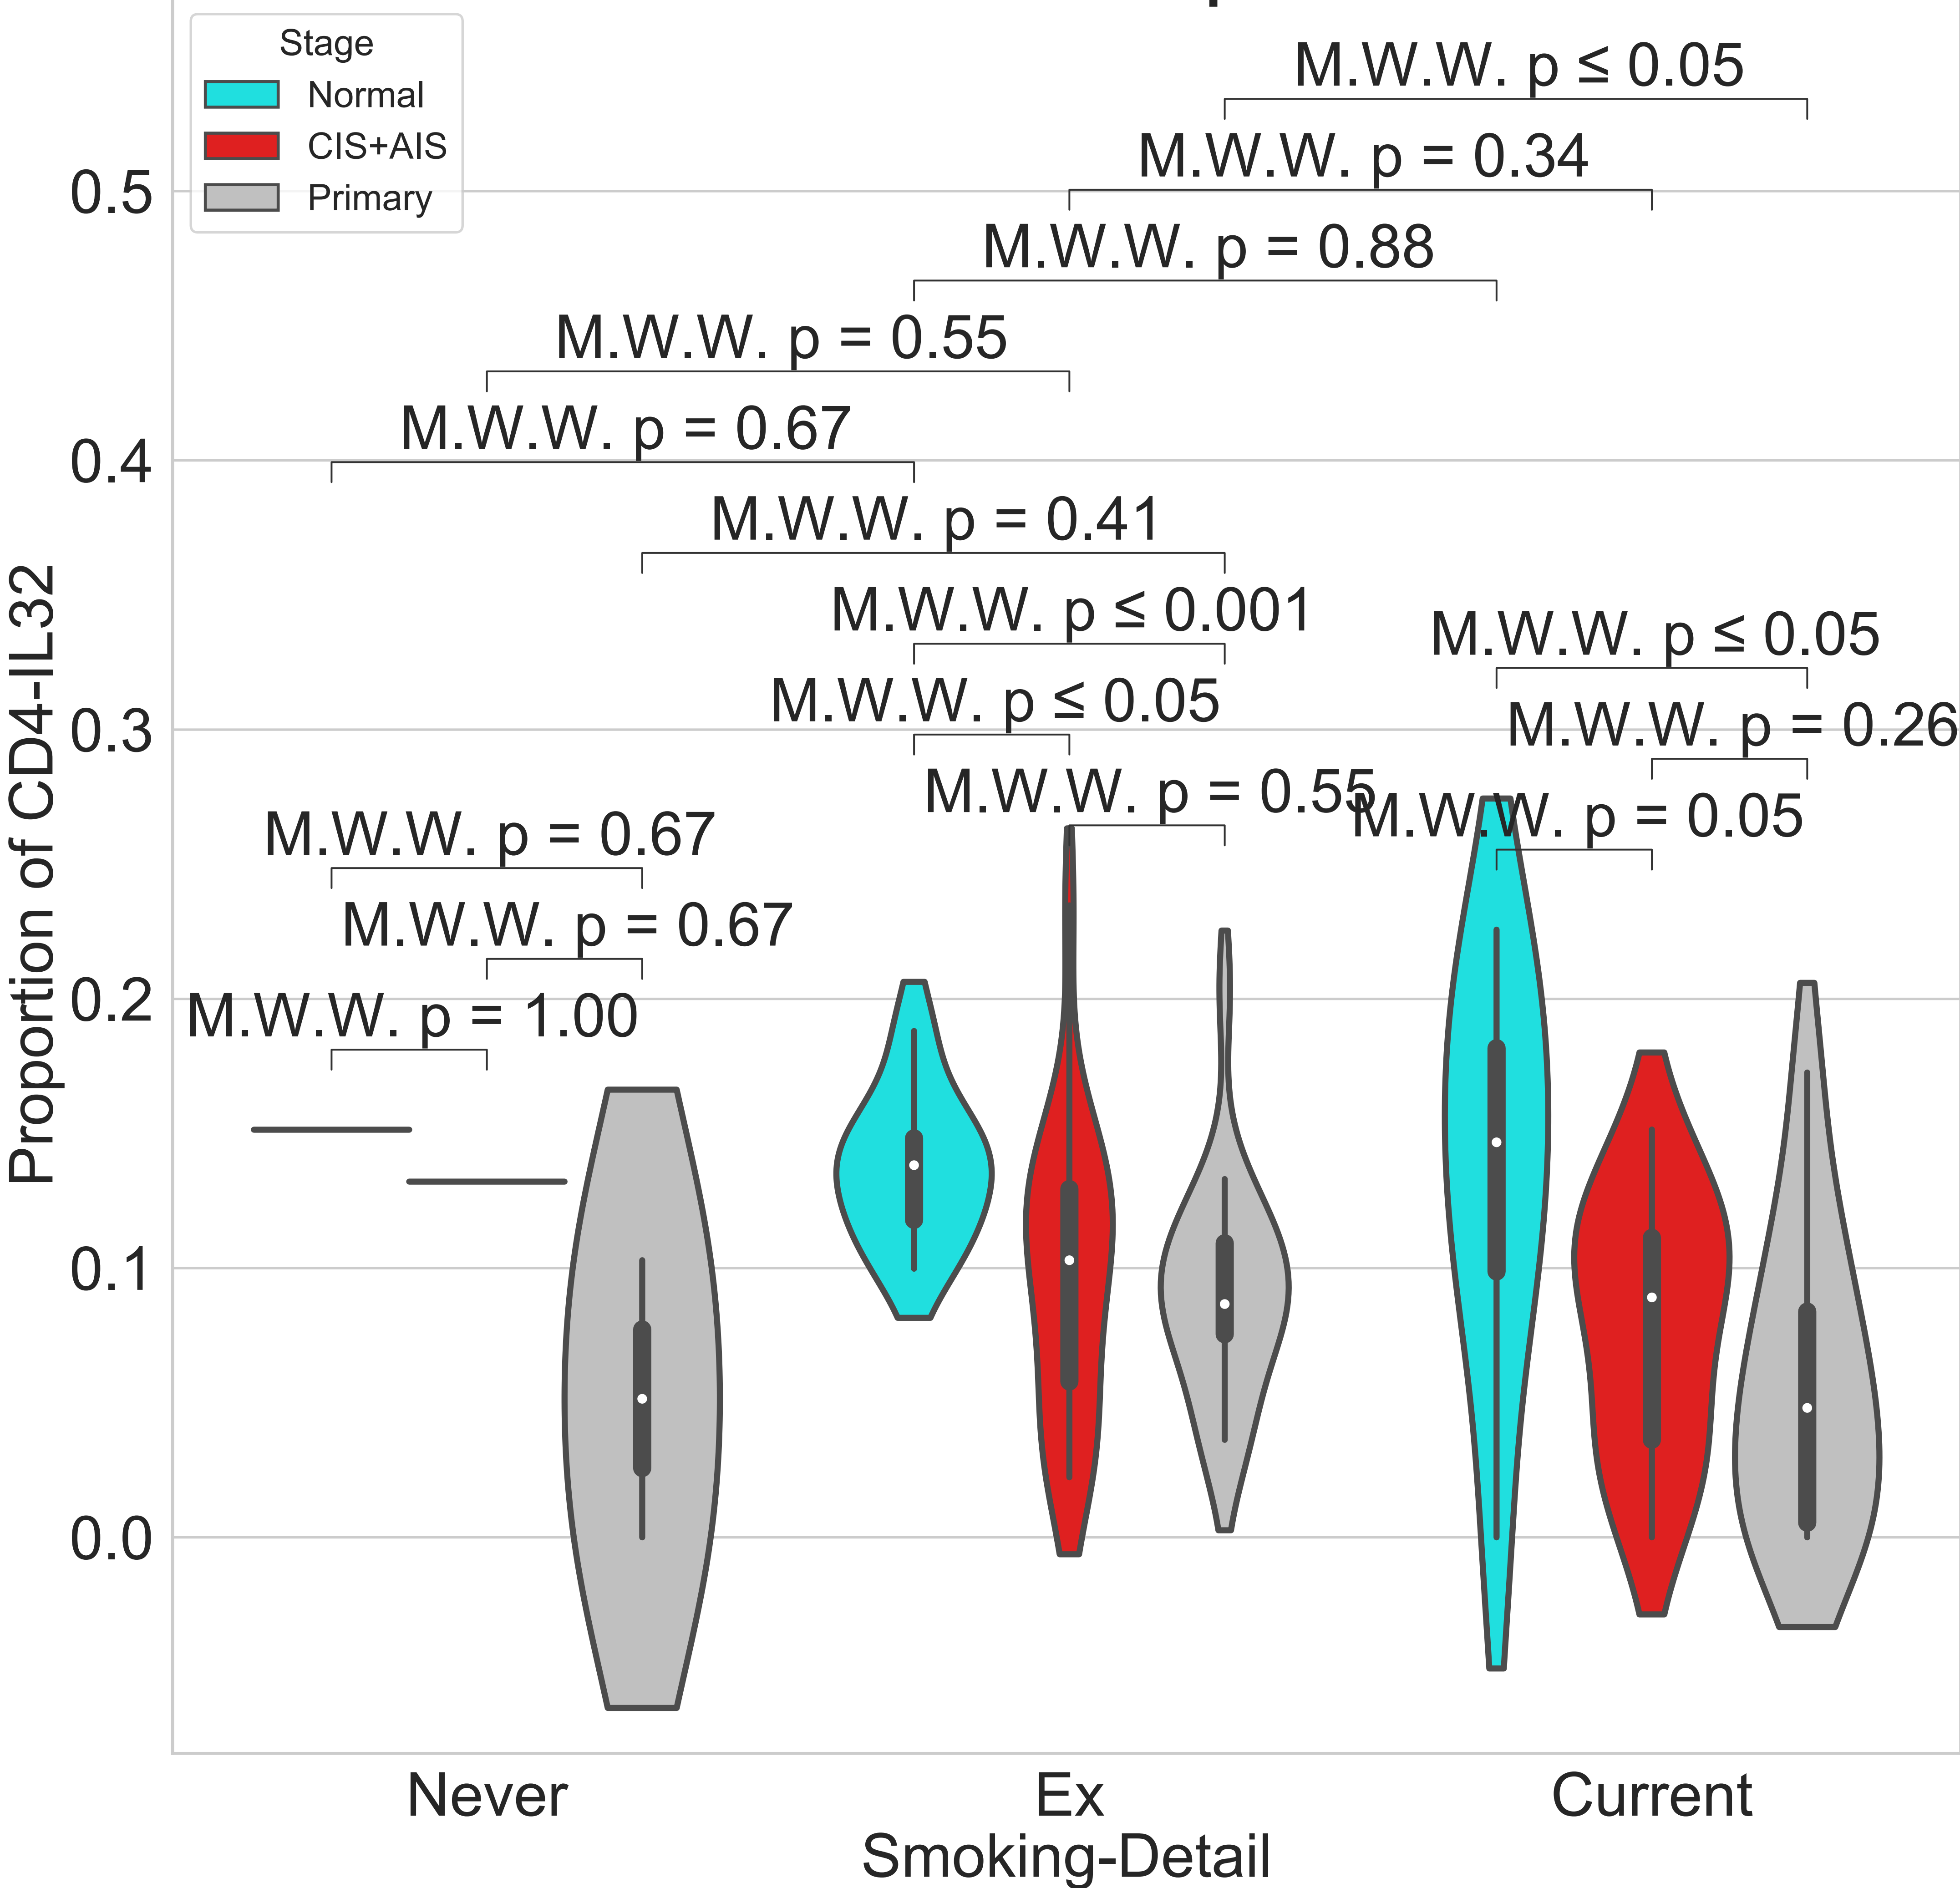 Stage
Normal
CIS+AIS
Primary
M.W.W. p ≤ 0.05
M.W.W. p = 0.34
0.5
M.W.W. p = 0.88
M.W.W. p = 0.55
M.W.W. p = 0.67
0.4
M.W.W. p = 0.41
M.W.W. p ≤ 0.001
M.W.W. p ≤ 0.05
M.W.W. p ≤ 0.05
M.W.W. p = 0.26
0.3
M.W.W. p = 0.55
M.W.W. p = 0.05
M.W.W. p = 0.67
M.W.W. p = 0.67
0.2
M.W.W. p = 1.00
0.1
0.0
Proportion of CD4-IL32
Never
Ex
Current
Smoking-Detail